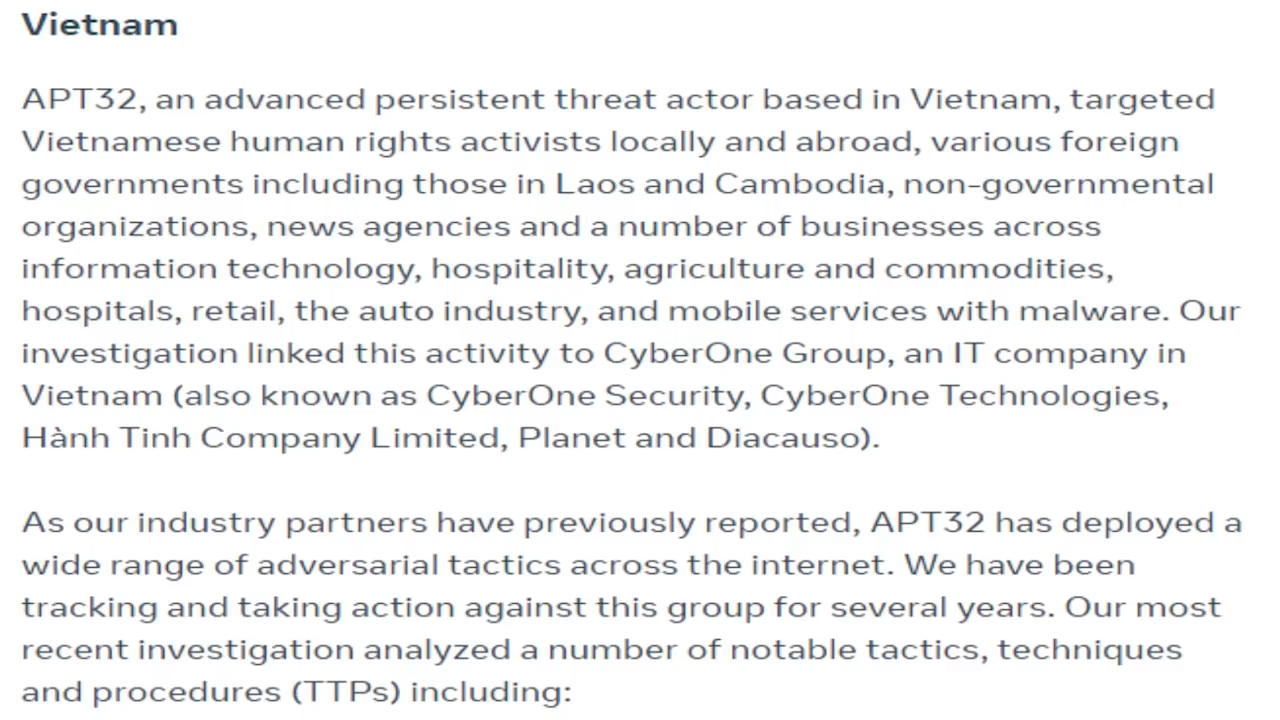 Vietnam
APT32, an advanced persistent threat actor based in Vietnam, targeted
Vietnamese human rights activists locally and abroad, various foreign
governments including those in Laos and Cambodia, non-governmental
organizations, news agencies and a number of businesses across
information technology, hospitality, agriculture and commodities,
hospitals, retail, the auto industry, and mobile services with malware. Our
investigation linked this activity to CyberOne Group, an IT company in
Vietnam (also known as CyberOne Security, CyberOne Technologies,
Hành Tinh Company Limited, Planet and Diacauso).
As our industry partners have previously reported, APT32 has deployed a
wide range of adversarial tactics across the internet. We have been
tracking and taking action against this group for several years. Our most
recent investigation analyzed a number of notable tactics, techniques
and procedures (TTPs) including: